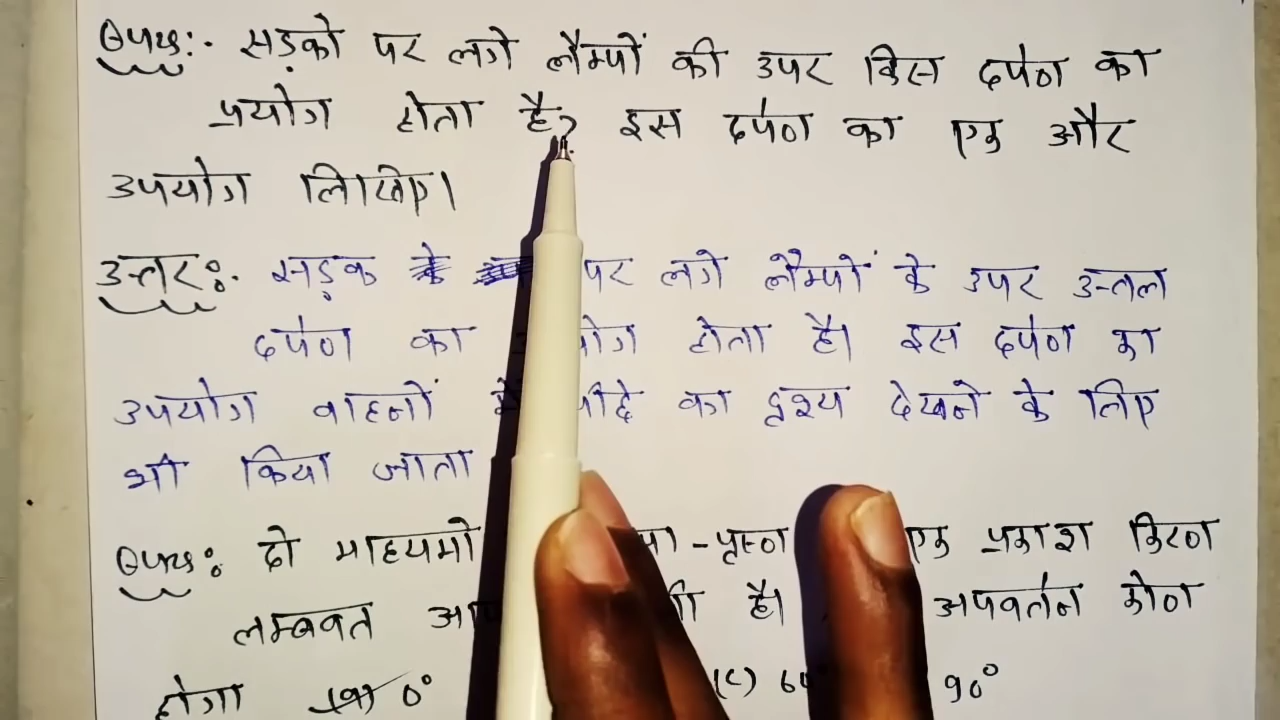 प्रश्न:- सड़को पर लगे लैम्पों की उपर किस दर्पण का
प्रयोग होता है? इस दर्पण का एक और
उपयोग लिखिए।
उत्तर:- सड़क के पर लगे लैम्पों के उपर उत्तल
दर्पण का होता है। इस दर्पण का
उपयोग वाहनों का दृश्य देखने के लिए
भी किया जाता
प्रश्न: दो माध्यमो एक प्रकाश किरण
लम्बवत है। अपवर्तन कोण
होगा (a) 0° (c) 90°